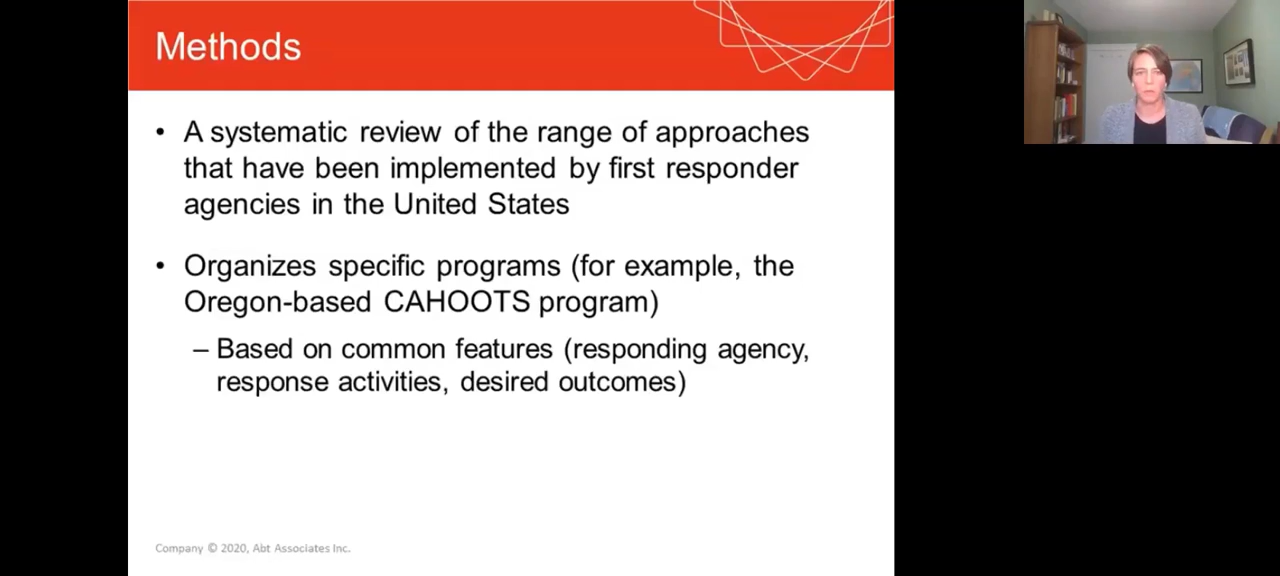 Methods
• A systematic review of the range of approaches
that have been implemented by first responder
agencies in the United States
• Organizes specific programs (for example, the
Oregon-based CAHOOTS program)
– Based on common features (responding agency,
response activities, desired outcomes)
Company © 2020, Abt Associates Inc.